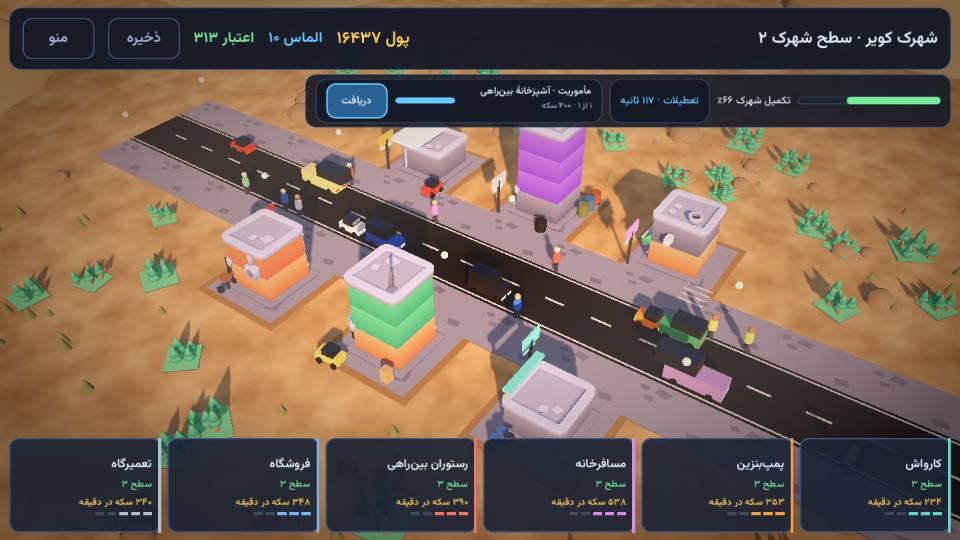 شهرک کویر · سطح شهرک ۲
پول ۱۶۴۳۷
الماس ۱۰
اعتبار ۳۱۳
ذخیره
منو
تکمیل شهرک ۶۶٪
تعطیلات · ۱۱۷ ثانیه
مأموریت · آشپزخانهٔ بین‌راهی
۱ از ۱ · ۴۰۰ سکه
دریافت
کارواش
سطح ۳
۲۳۴ سکه در دقیقه
پمپ‌بنزین
سطح ۳
۳۵۳ سکه در دقیقه
مسافرخانه
سطح ۳
۵۳۸ سکه در دقیقه
رستوران بین‌راهی
سطح ۳
۳۹۰ سکه در دقیقه
فروشگاه
سطح ۳
۳۴۸ سکه در دقیقه
تعمیرگاه
سطح ۳
۳۴۰ سکه در دقیقه